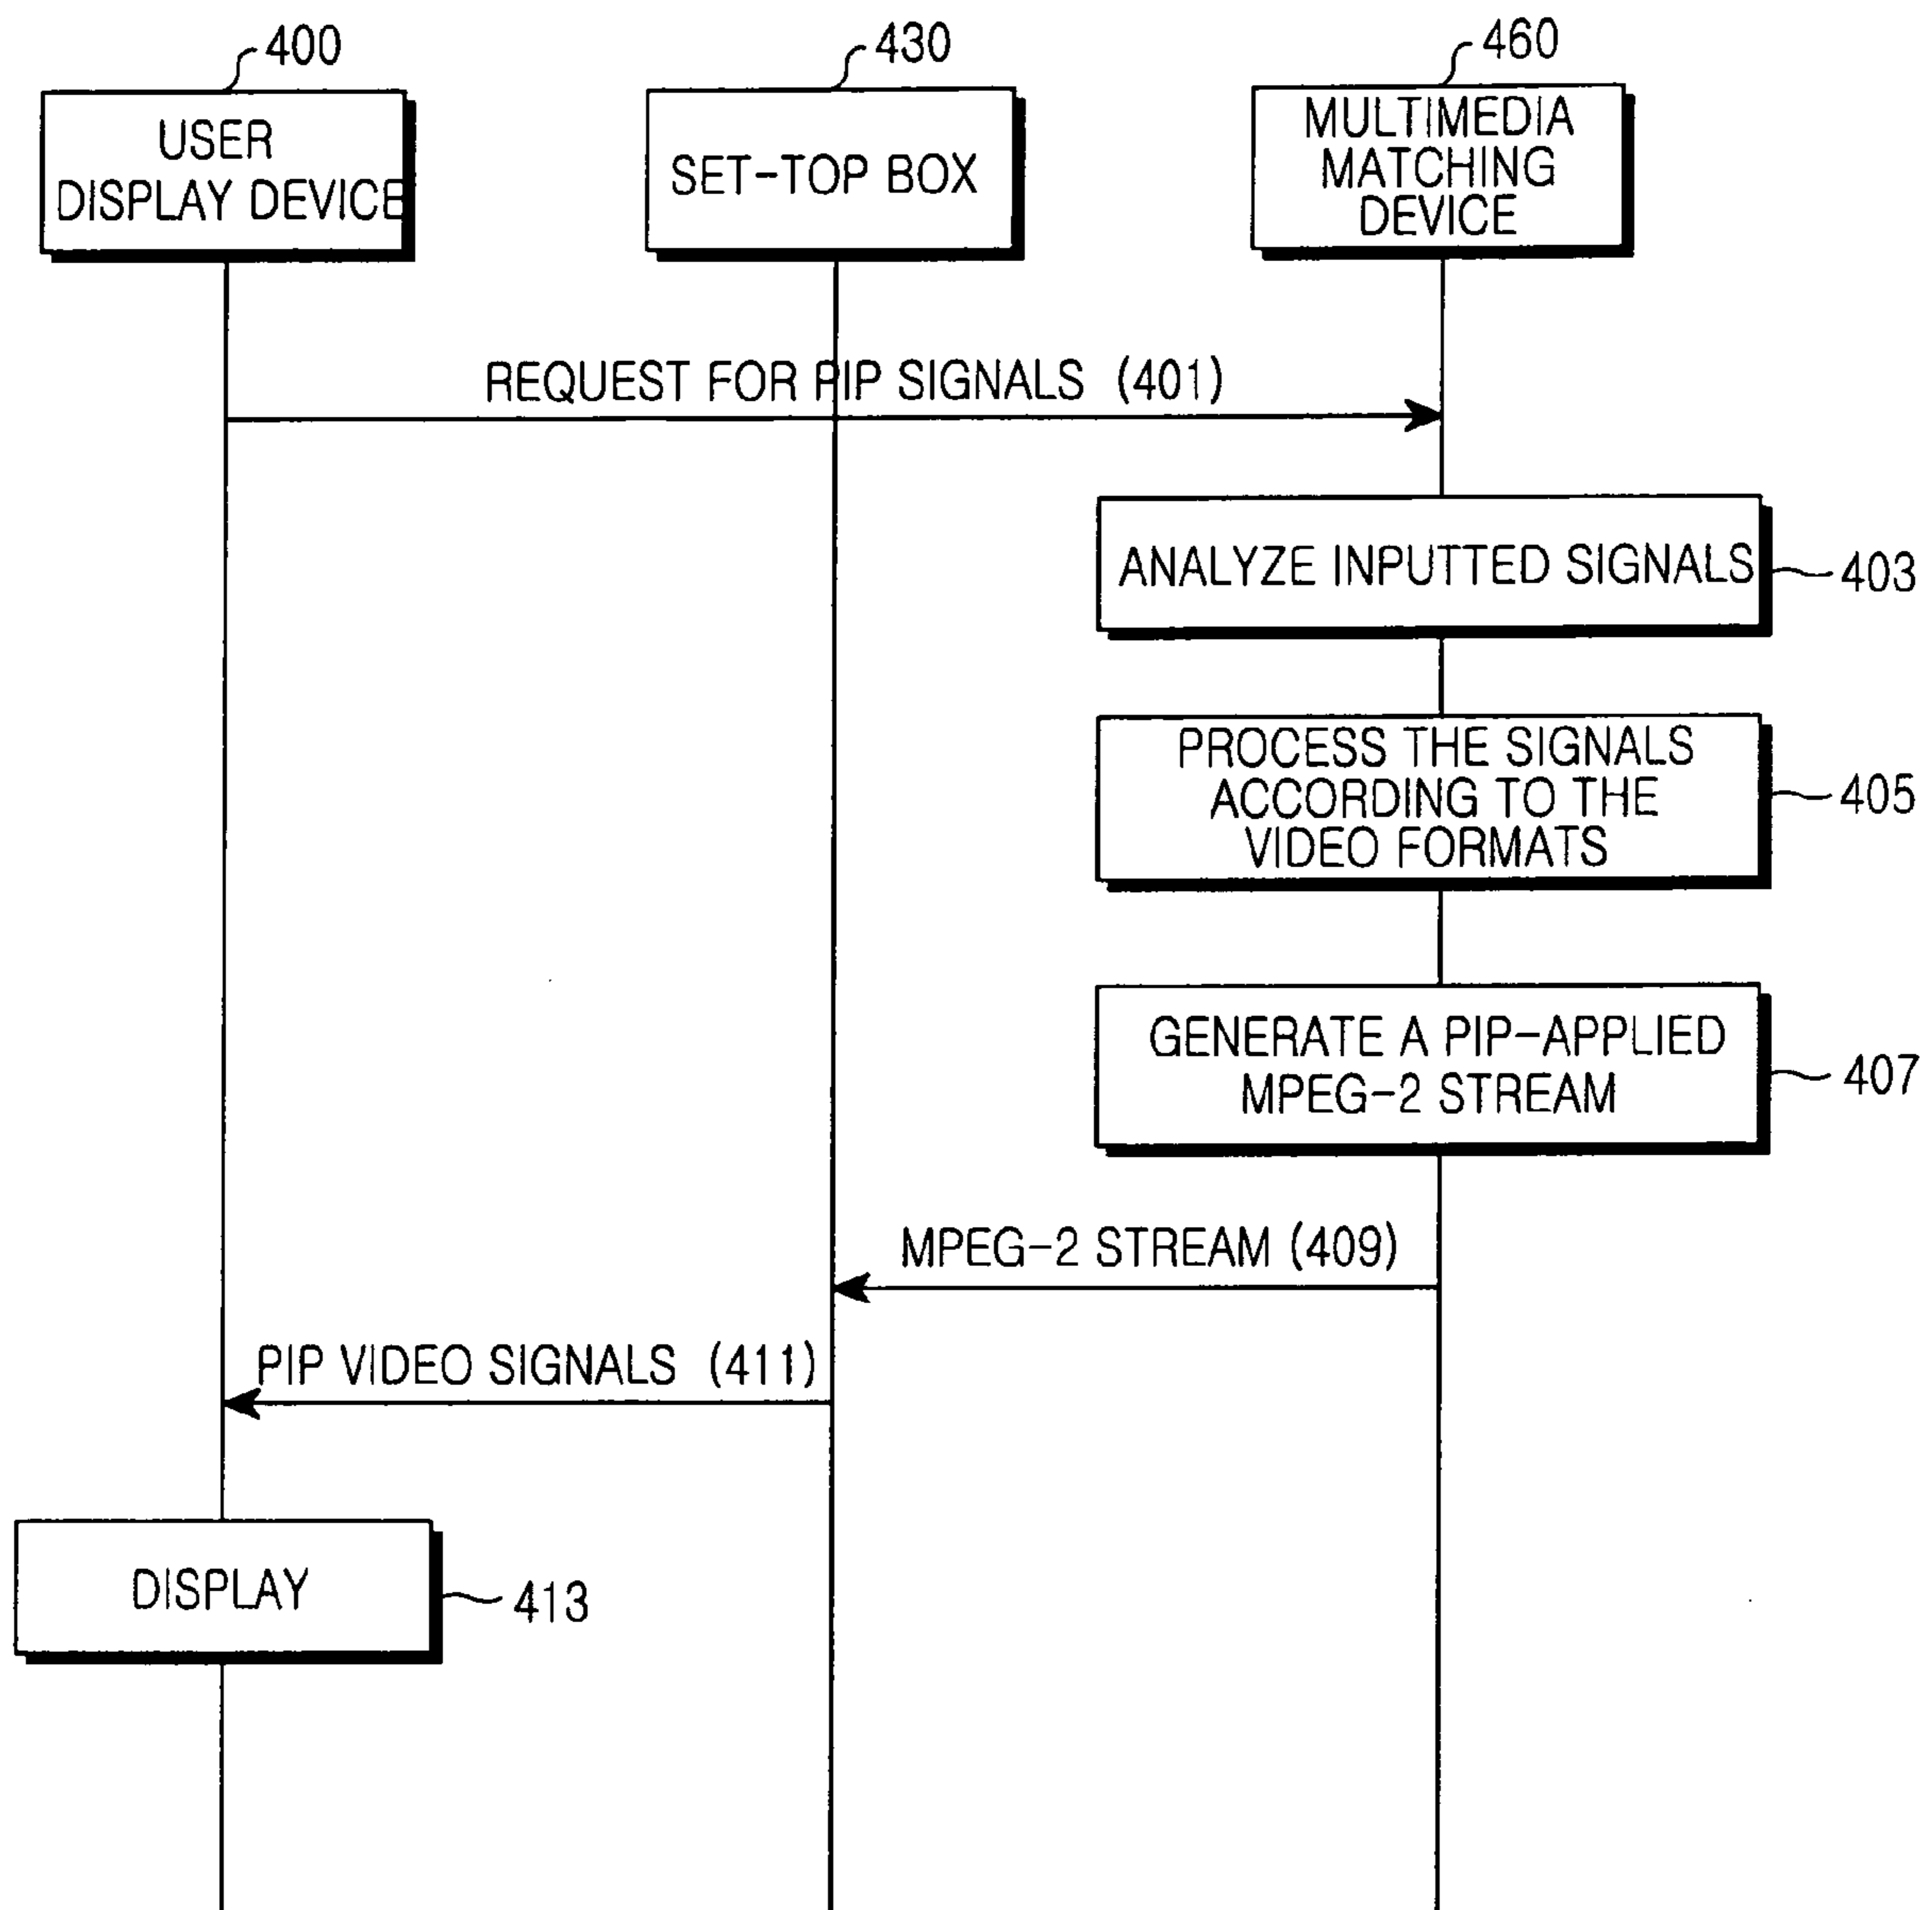 400
430
460
USER
DISPLAY DEVICE
SET-TOP BOX
MULTIMEDIA
MATCHING
DEVICE
REQUEST FOR PIP SIGNALS (401)
ANALYZE INPUTTED SIGNALS
403
PROCESS THE SIGNALS
ACCORDING TO THE
VIDEO FORMATS
405
GENERATE A PIP-APPLIED
MPEG-2 STREAM
407
MPEG-2 STREAM (409)
PIP VIDEO SIGNALS (411)
DISPLAY
413